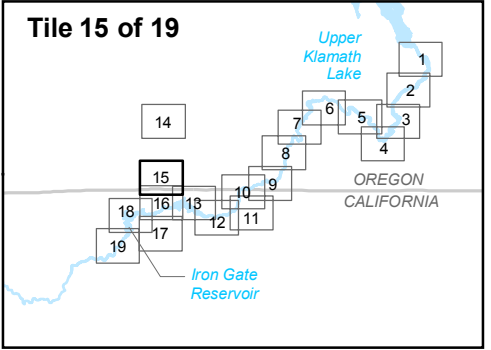 Tile 15 of 19
Upper
Klamath
Lake
1
2
3
4
5
6
7
8
9
10
11
12
13
14
15
16
17
18
19
OREGON
CALIFORNIA
Iron Gate
Reservoir